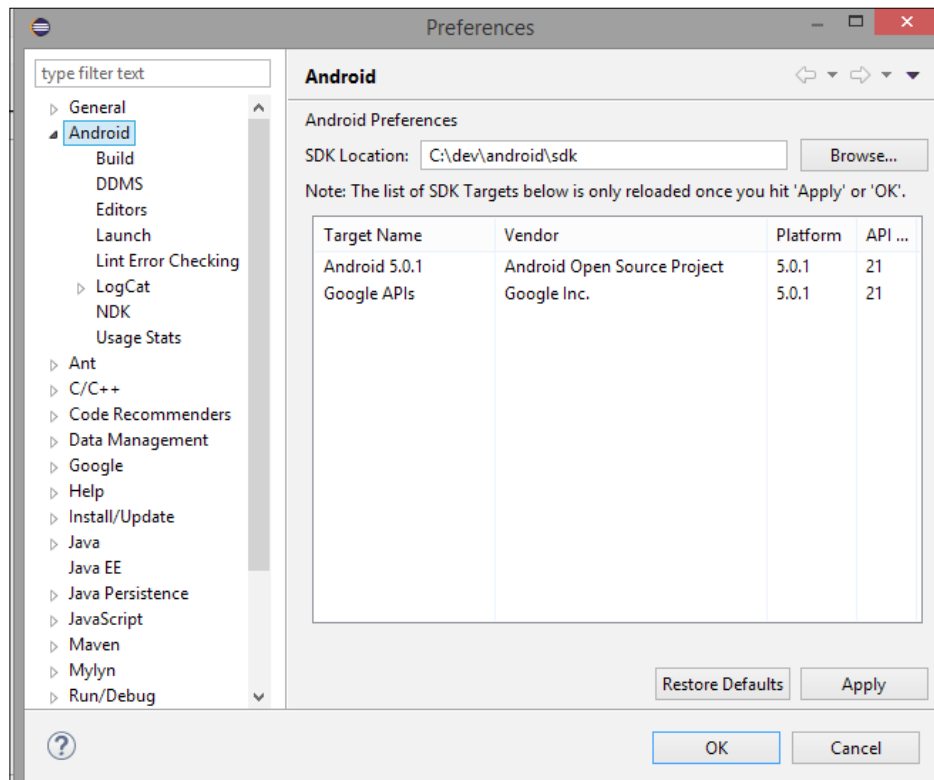 Preferences
type filter text
General
Android
Build
DDMS
Editors
Launch
Lint Error Checking
LogCat
NDK
Usage Stats
Ant
C/C++
Code Recommenders
Data Management
Google
Help
Install/Update
Java
Java EE
Java Persistence
JavaScript
Maven
Mylyn
Run/Debug
Android
Android Preferences
SDK Location: C:\dev\android\sdk Browse...
Note: The list of SDK Targets below is only reloaded once you hit 'Apply' or 'OK'.
Target Name Vendor Platform API ...
Android 5.0.1 Android Open Source Project 5.0.1 21
Google APIs Google Inc. 5.0.1 21
Restore Defaults Apply
? OK Cancel